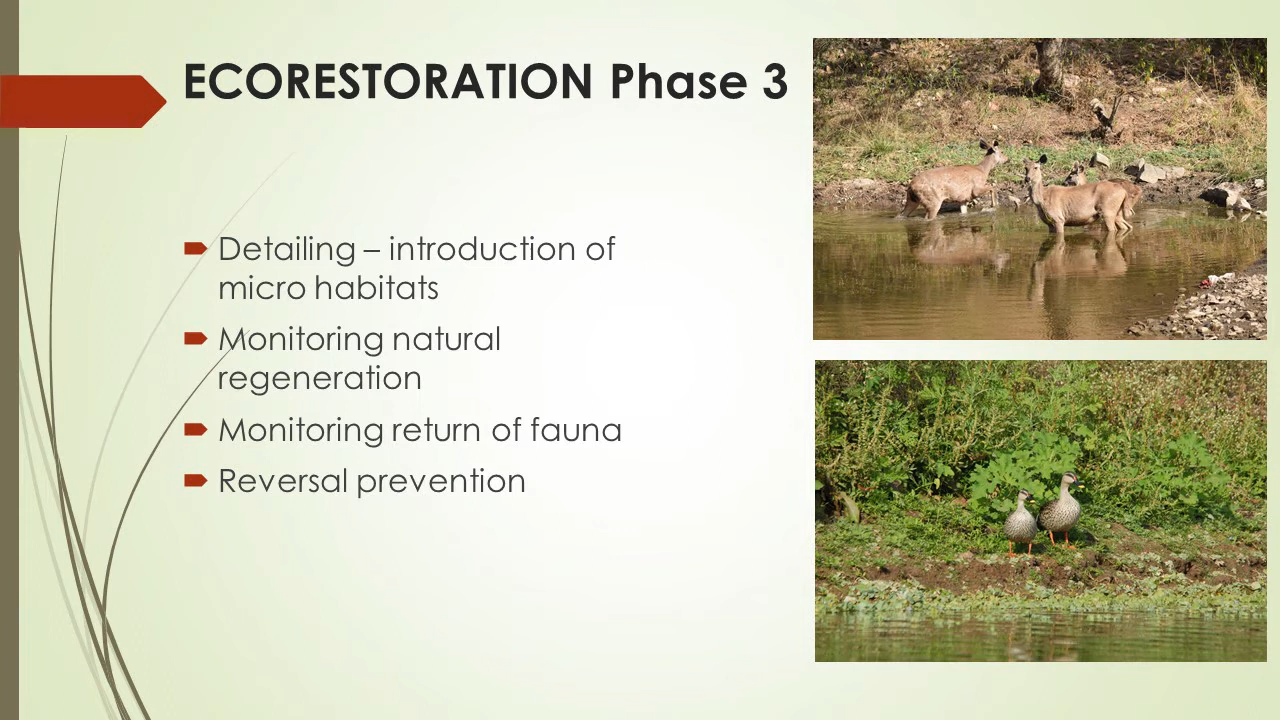 ECORESTORATION Phase 3
Detailing – introduction of
micro habitats
Monitoring natural
regeneration
Monitoring return of fauna
Reversal prevention